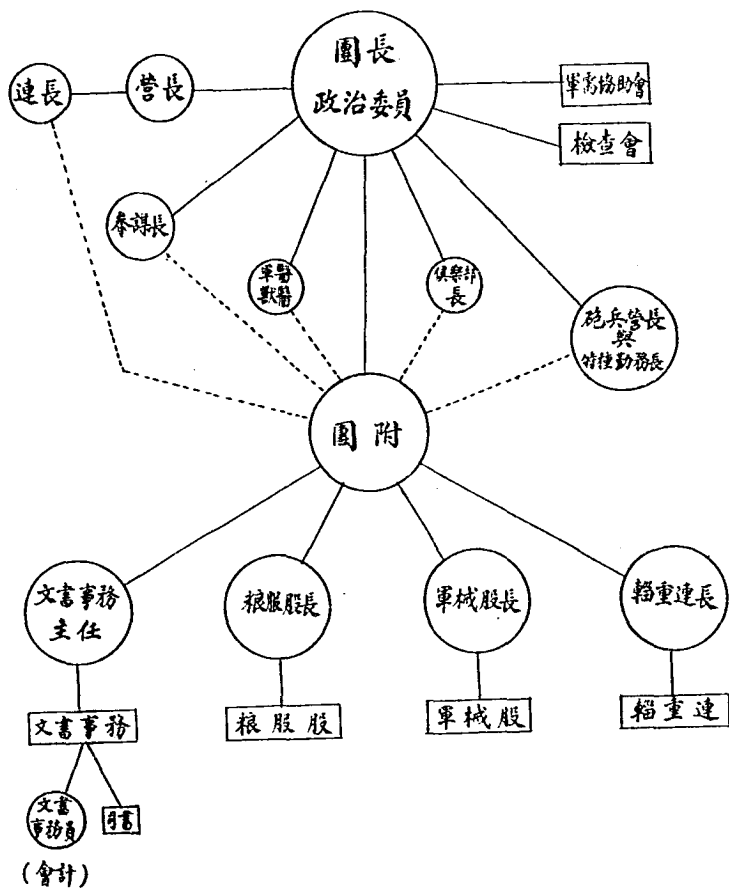 團長
政治委員
連長
營長
軍需協助會
檢查會
參謀長
軍醫
獸醫
俱樂部
長
砲兵營長
與
特種勤務長
團附
文書事務
主任
粮服股長
軍械股長
輜重連長
文書事務
粮服股
軍械股
輜重連
文書
事務員
司書
(會計)